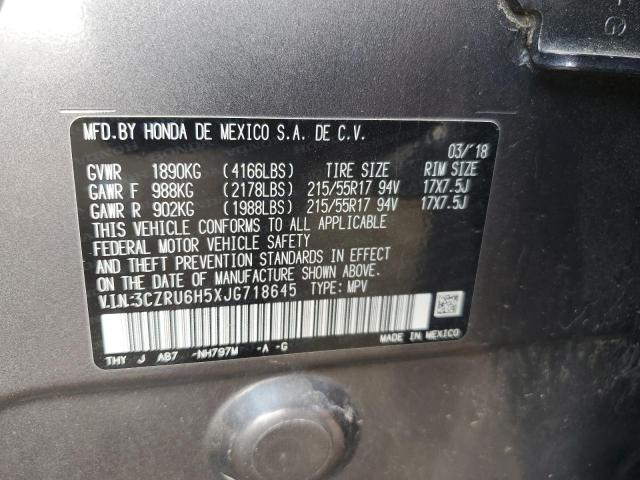 MFD.BY HONDA DE MEXICO S.A. DE C.V.
03/'18
GVWR 1890KG (4166LBS) TIRE SIZE RIM SIZE
GAWR F 988KG (2178LBS) 215/55R17 94V 17X7.5J
GAWR R 902KG (1988LBS) 215/55R17 94V 17X7.5J
THIS VEHICLE CONFORMS TO ALL APPLICABLE
FEDERAL MOTOR VEHICLE SAFETY
AND THEFT PREVENTION STANDARDS IN EFFECT
ON THE DATE OF MANUFACTURE SHOWN ABOVE.
V.I.N:3CZRU6H5XJG718645 TYPE: MPV
MADE IN MEXICO
THY J AB7 -NH797M -A -G